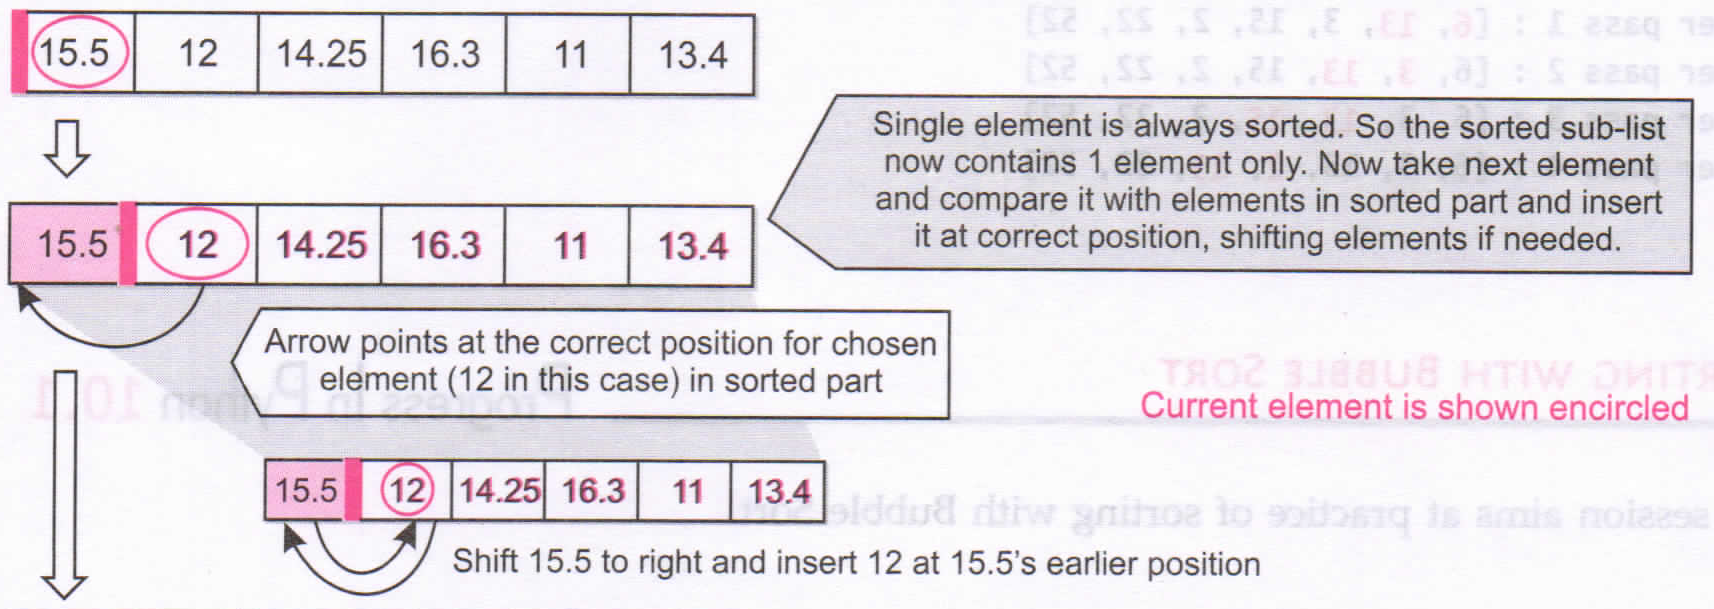 15.5 12 14.25 16.3 11 13.4
Single element is always sorted. So the sorted sub-list
now contains 1 element only. Now take next element
and compare it with elements in sorted part and insert
it at correct position, shifting elements if needed.
15.5 12 14.25 16.3 11 13.4
Arrow points at the correct position for chosen
element (12 in this case) in sorted part
Current element is shown encircled
15.5 12 14.25 16.3 11 13.4
Shift 15.5 to right and insert 12 at 15.5's earlier position